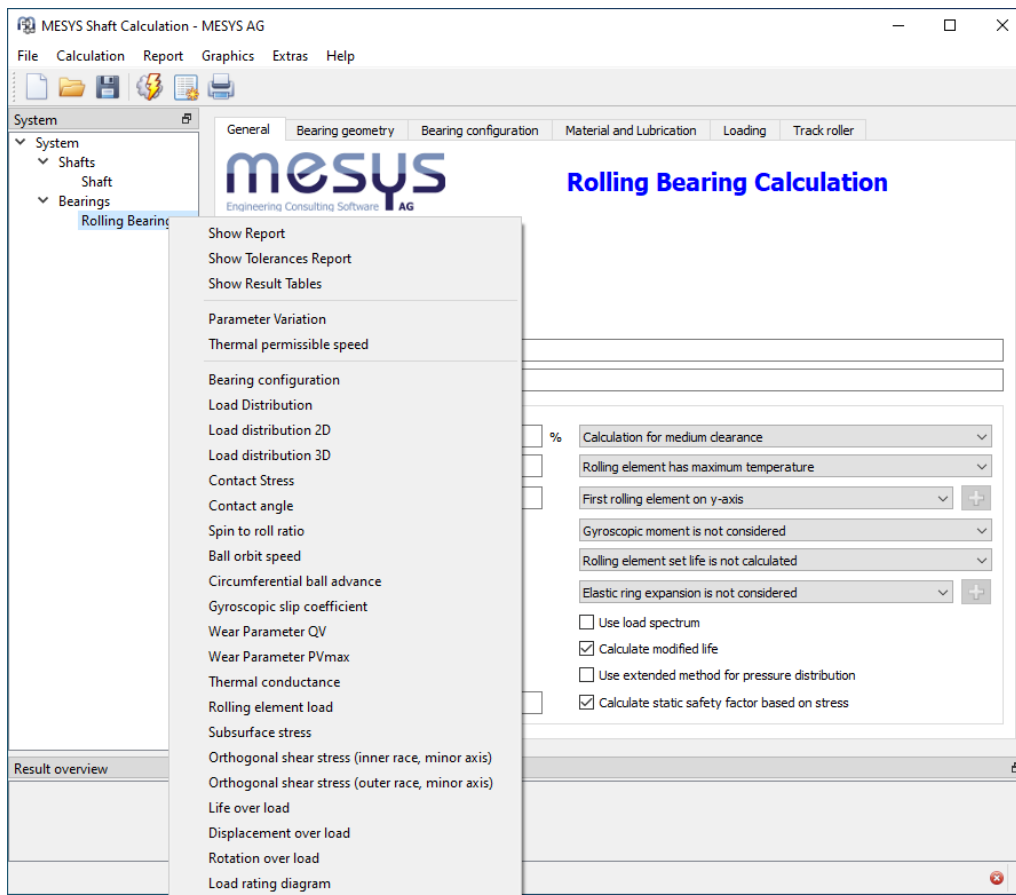 MESYS Shaft Calculation - MESYS AG
File Calculation Report Graphics Extras Help
System
System
Shafts
Shaft
Bearings
Rolling Bearing
General Bearing geometry Bearing configuration Material and Lubrication Loading Track roller
mesys
Engineering Consulting Software AG
Rolling Bearing Calculation
Show Report
Show Tolerances Report
Show Result Tables
Parameter Variation
Thermal permissible speed
Bearing configuration
Load Distribution
Load distribution 2D
Load distribution 3D
Contact Stress
Contact angle
Spin to roll ratio
Ball orbit speed
Circumferential ball advance
Gyroscopic slip coefficient
Wear Parameter QV
Wear Parameter PVmax
Thermal conductance
Rolling element load
Subsurface stress
Orthogonal shear stress (inner race, minor axis)
Orthogonal shear stress (outer race, minor axis)
Life over load
Displacement over load
Rotation over load
Load rating diagram
% Calculation for medium clearance
Rolling element has maximum temperature
First rolling element on y-axis
Gyroscopic moment is not considered
Rolling element set life is not calculated
Elastic ring expansion is not considered
Use load spectrum
Calculate modified life
Use extended method for pressure distribution
Calculate static safety factor based on stress
Result overview